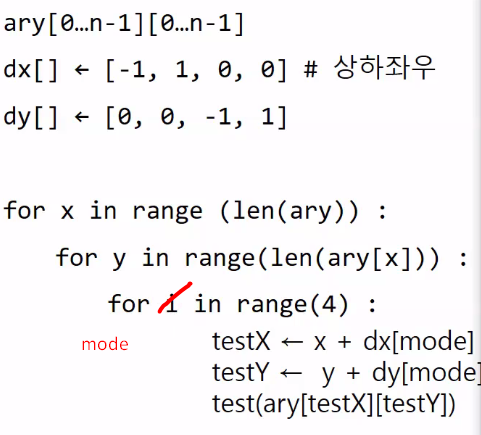 ary[0…n-1][0…n-1]
dx[] ← [-1, 1, 0, 0] # 상하좌우
dy[] ← [0, 0, -1, 1]
for x in range (len(ary)) :
for y in range(len(ary[x])) :
for i in range(4) :
mode
testX ← x + dx[mode]
testY ← y + dy[mode]
test(ary[testX][testY])